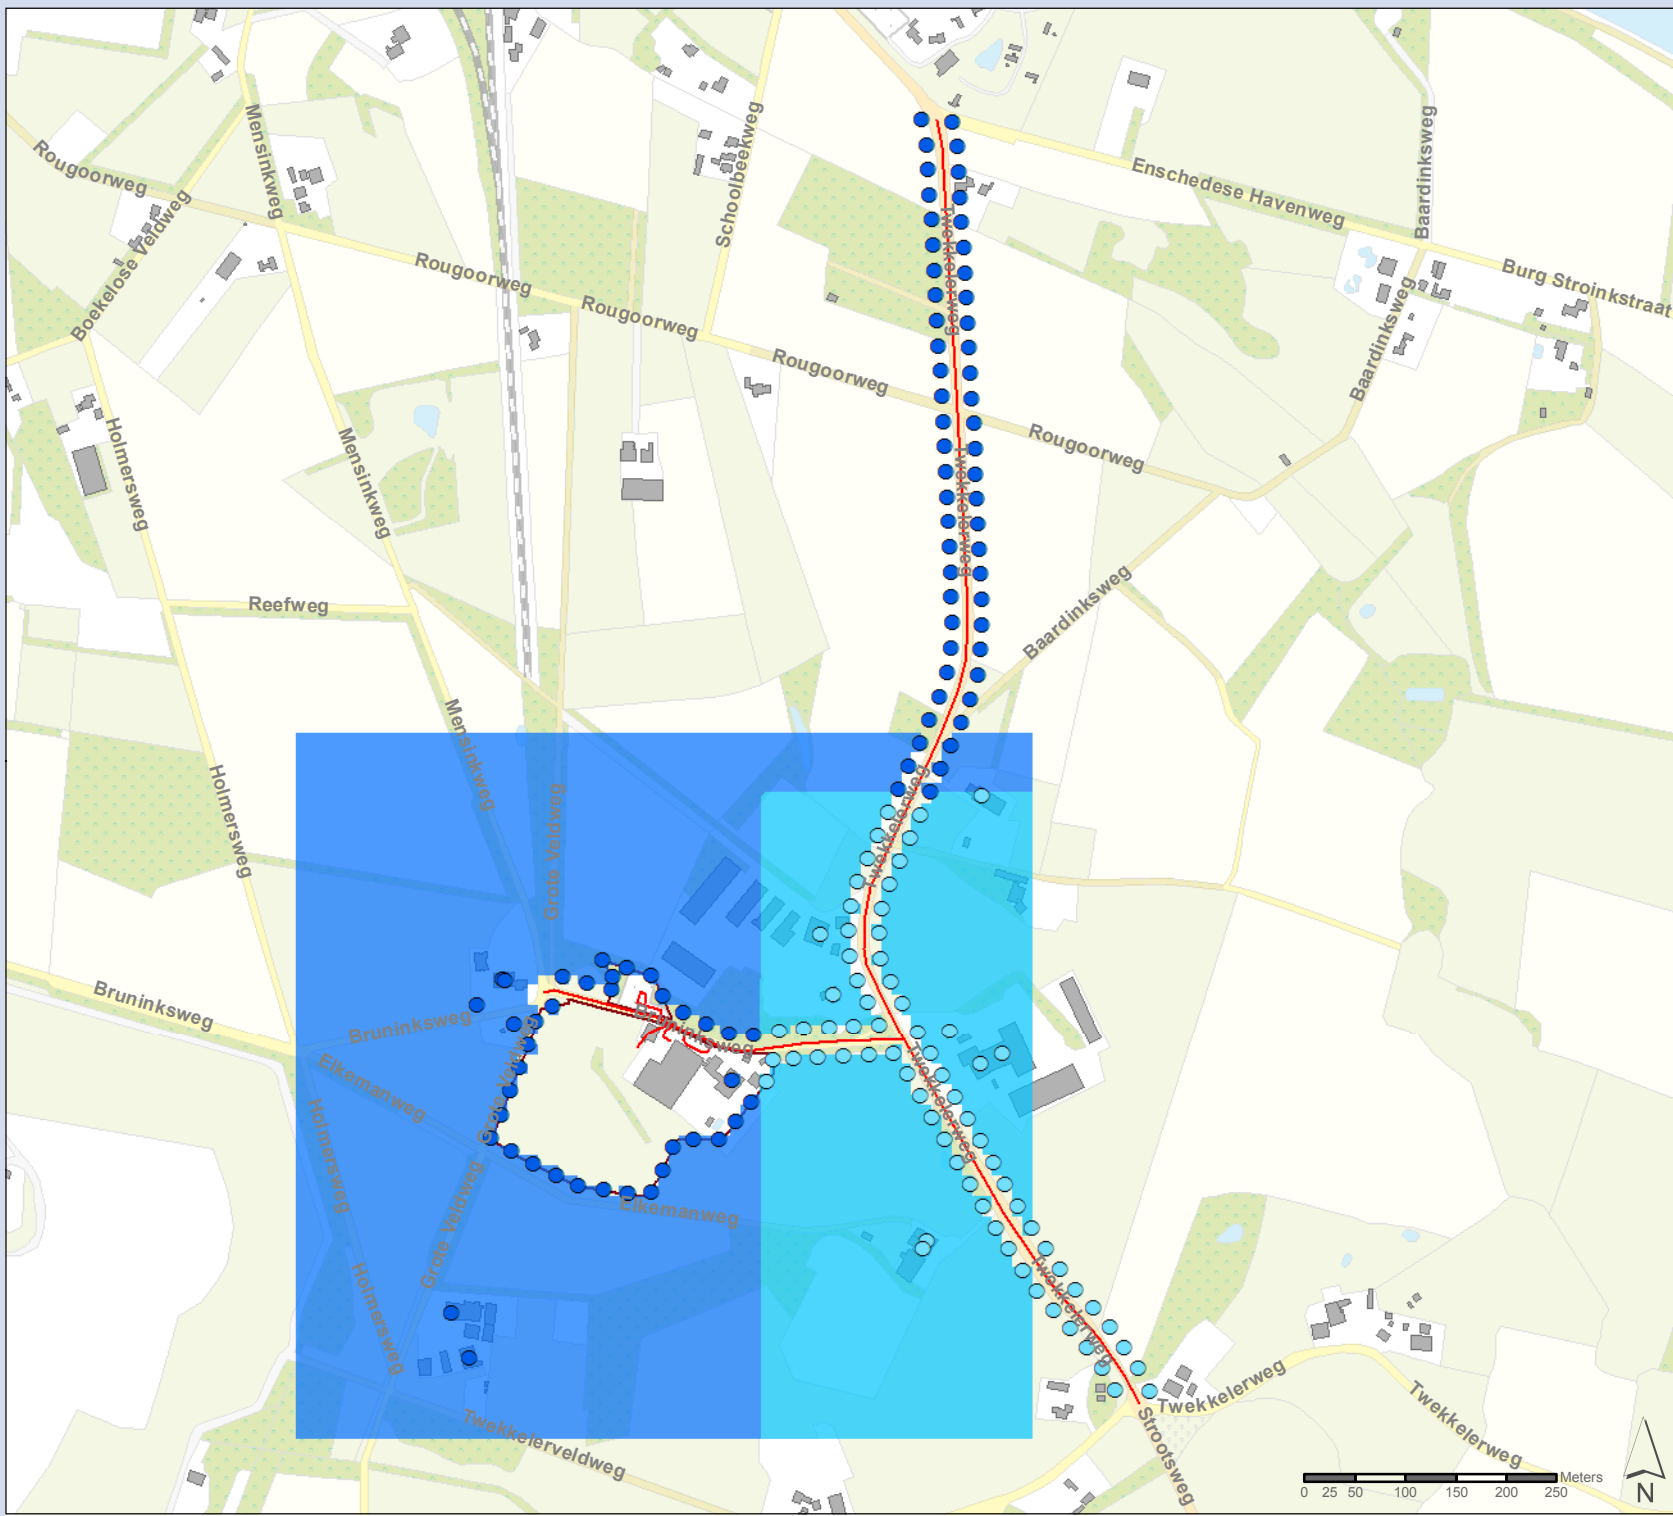 Mensinkweg
Rougoorweg
Boekelose Veldweg
Schoolbeekweg
Baardinksweg
Enschedese Havenweg
Burg Stroinkstraat
Rougoorweg
Rougoorweg
Rougoorweg
Twekkelerweg
Baardinksweg
Holmersweg
Mensinkweg
Rougoorweg
Twekkelerweg
Reefweg
Baardinksweg
Mensinkweg
Holmersweg
Grote Veldweg
Twekkelerweg
Bruninksweg
Bruninksweg
Bruninksweg
Elkemanweg
Grote Veldweg
Twekkelerweg
Holmersweg
Grote Veldweg
Elkemanweg
Holmersweg
Twekkelerweg
Twekkelerweg
Twekkelerweg
Twekkelerveldweg
Strootsweg
Meters
0 25 50 100 150 200 250
N